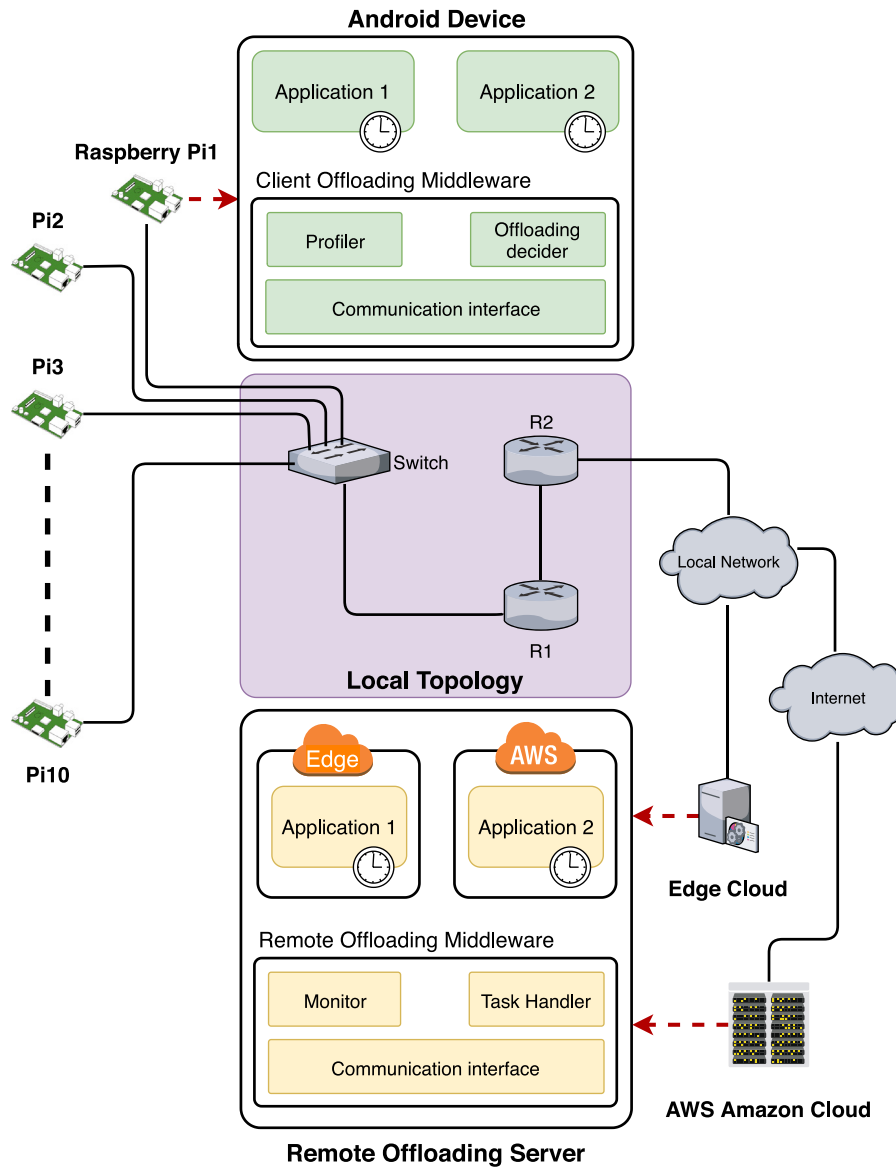 Android Device
Application 1
Application 2
Raspberry Pi1
Client Offloading Middleware
Pi2
Profiler
Offloading
decider
Communication interface
Pi3
R2
Switch
Local Network
R1
Local Topology
Internet
Pi10
Edge
AWS
Application 1
Application 2
Edge Cloud
Remote Offloading Middleware
Monitor
Task Handler
Communication interface
AWS Amazon Cloud
Remote Offloading Server